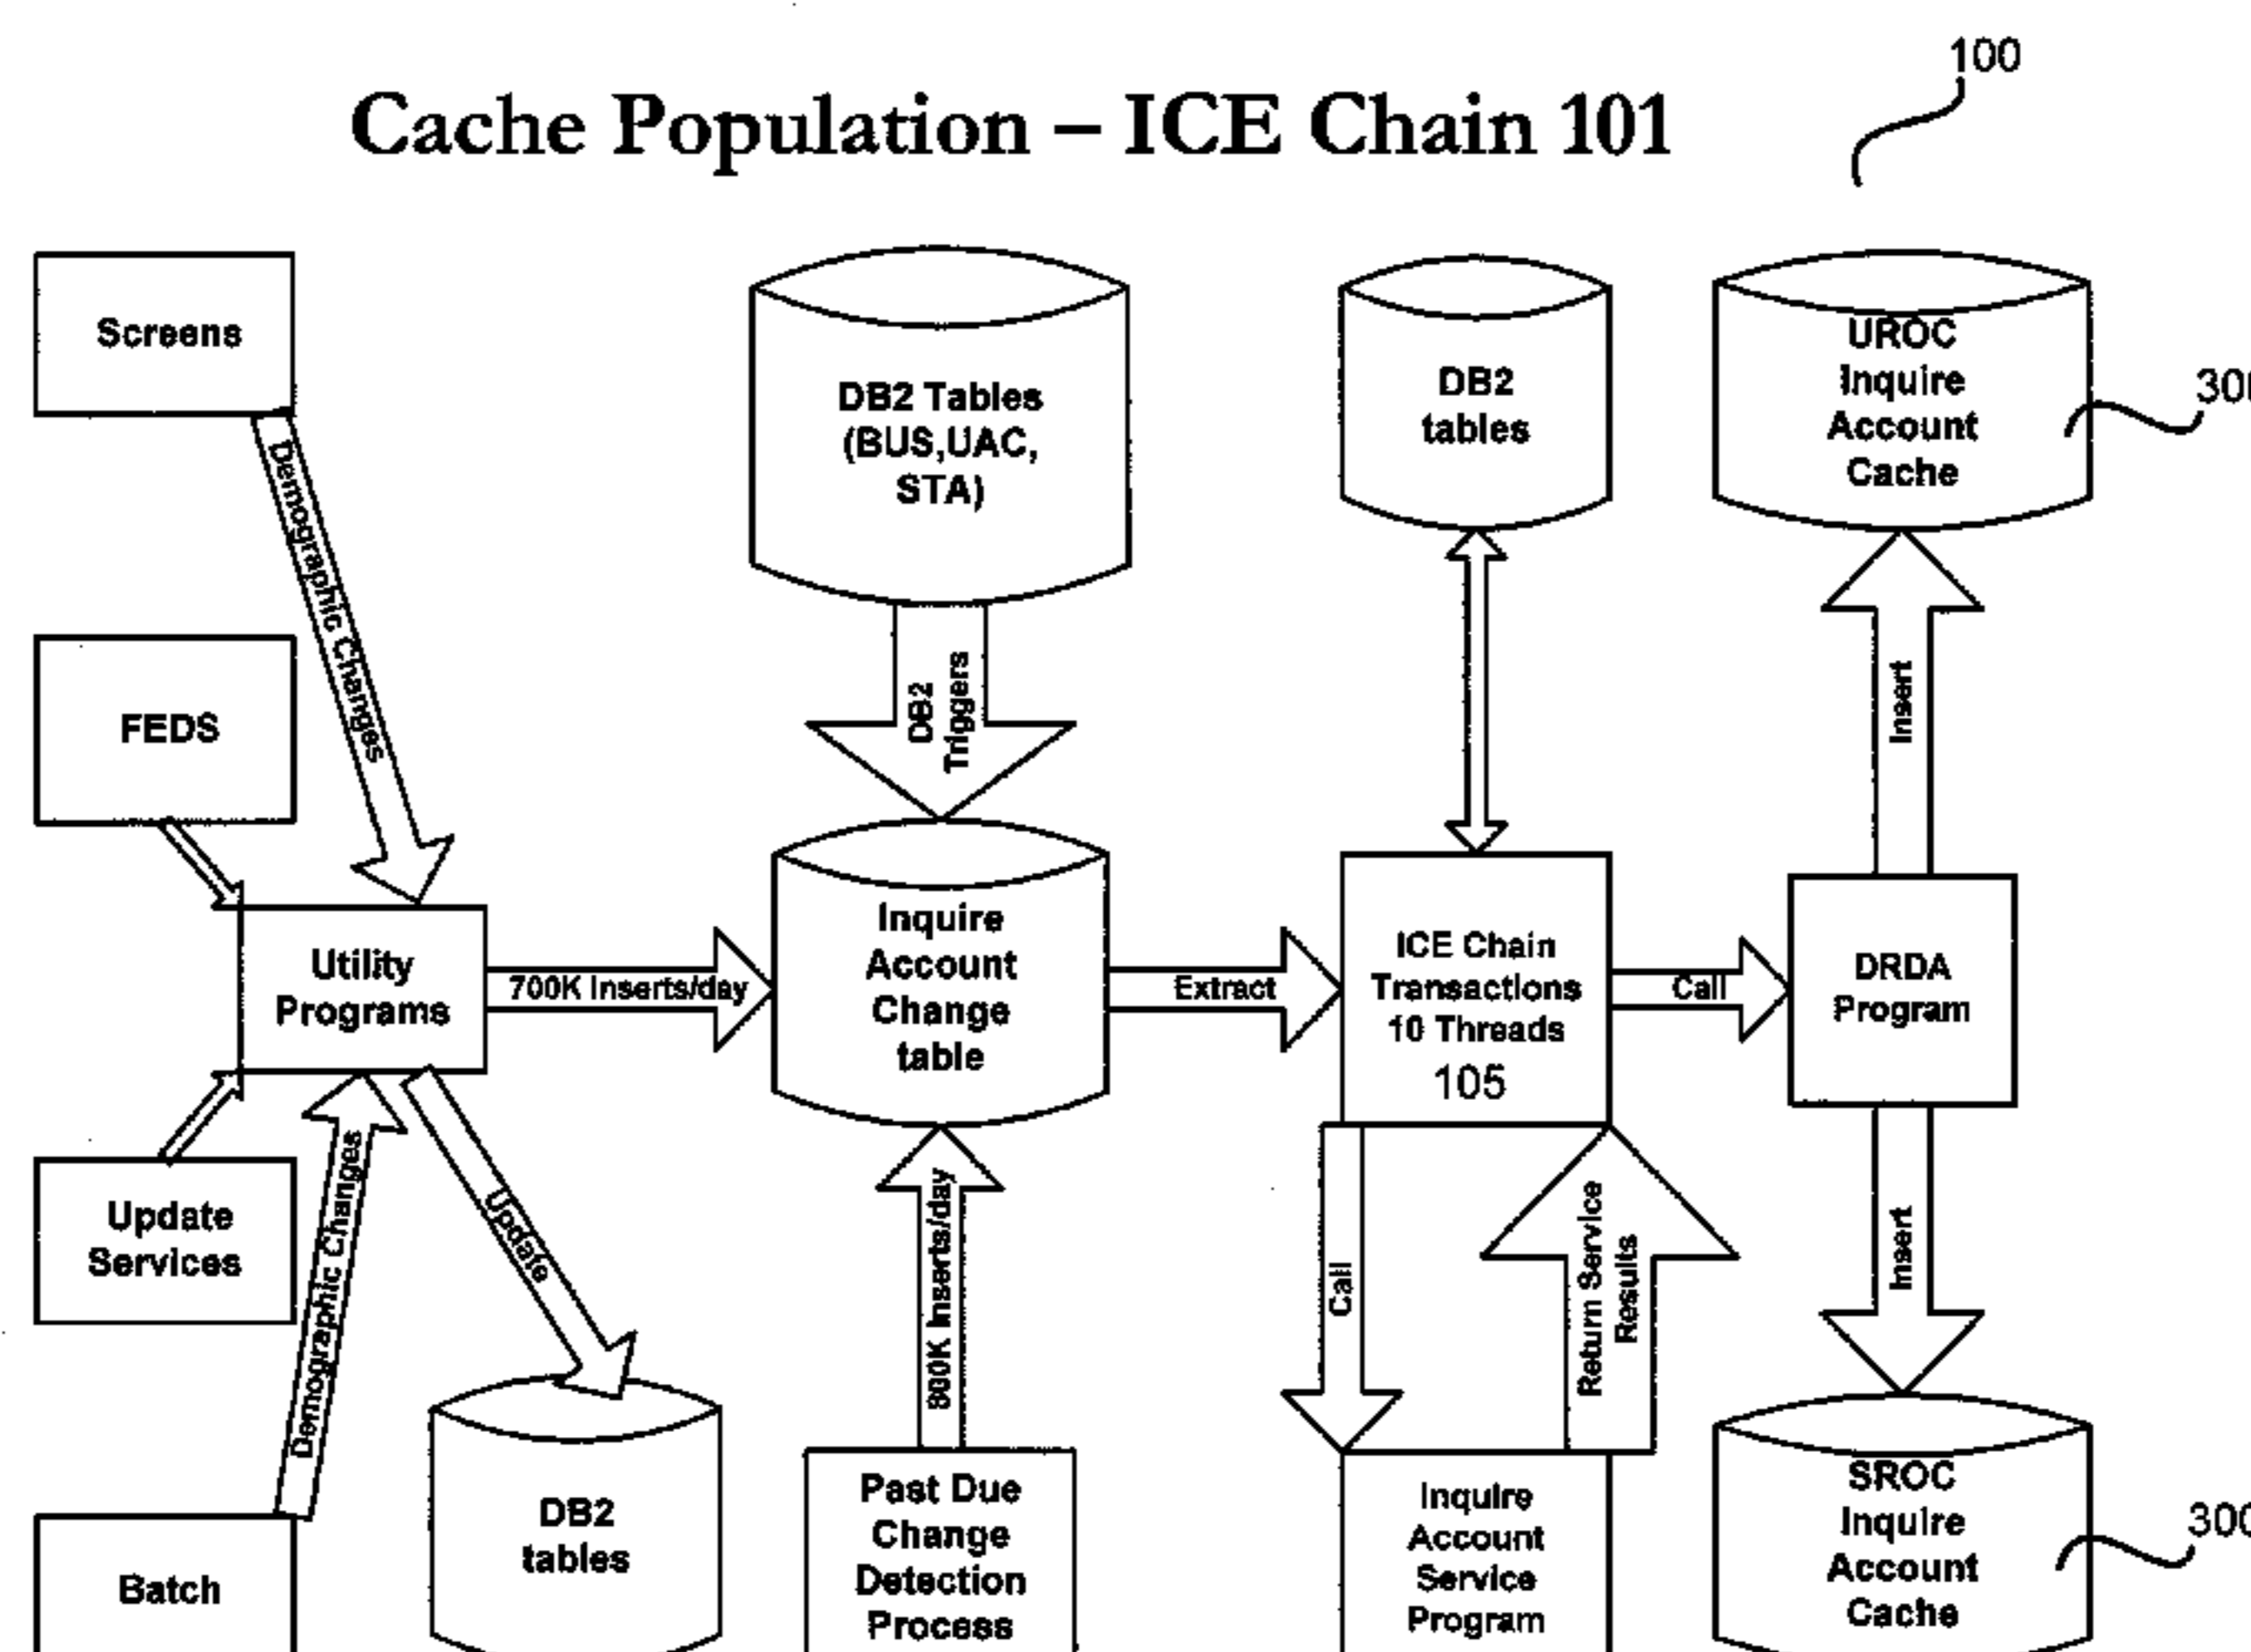 100
Cache Population – ICE Chain 101
Screens
DB2 Tables
(BUS,UAC,
STA)
DB2
tables
UROC
Inquire
Account
Cache
Demographic Changes
FEDS
DB2
Triggers
Insert
Utility
Programs
700K Inserts/day
Inquire
Account
Change
table
Extract
ICE Chain
Transactions
10 Threads
105
Call
DRDA
Program
Update
Services
Demographic Changes
Update
Call
Return Service
Results
Insert
Batch
DB2
tables
Past Due
Change
Detection
Process
Inquire
Account
Service
Program
SROC
Inquire
Account
Cache